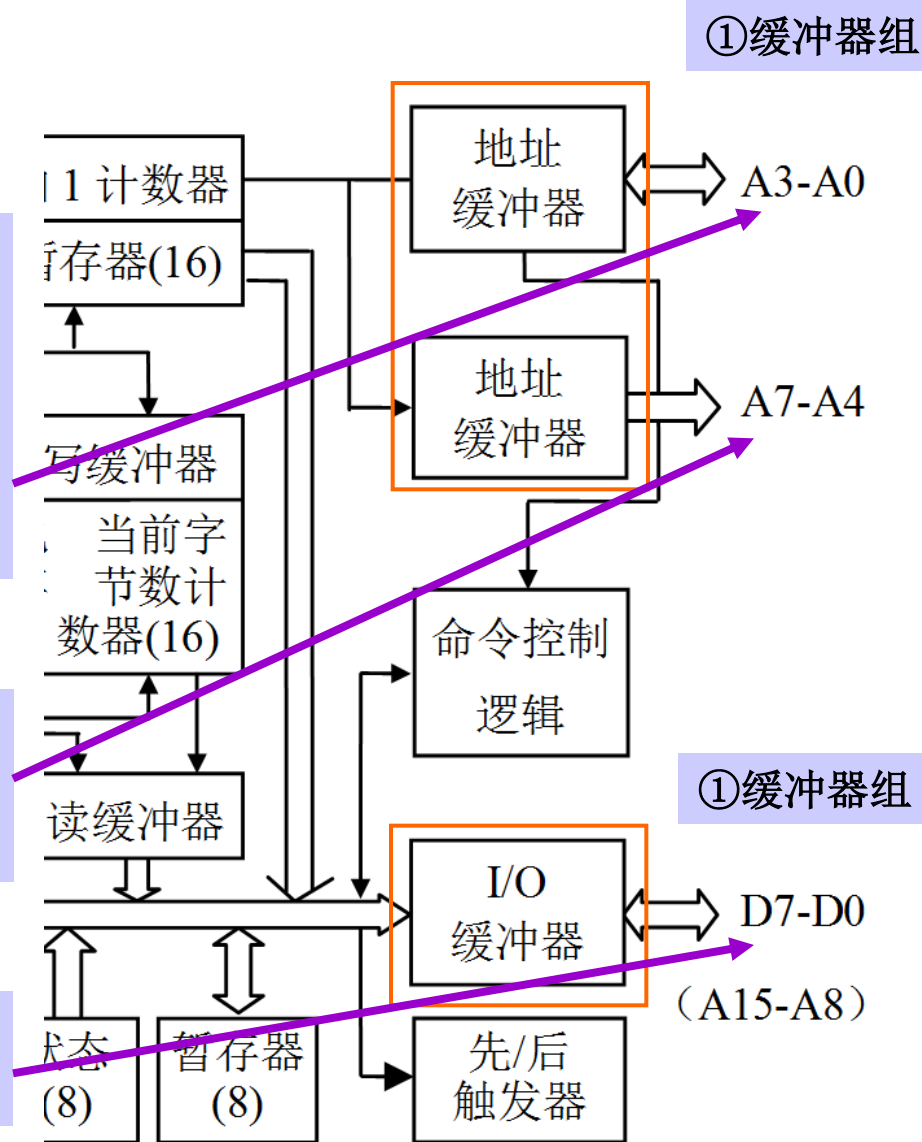 ①缓冲器组
地址
缓冲器
A3-A0
1 计数器
存器(16)
地址
缓冲器
A7-A4
写缓冲器
当前字
节数计
数器(16)
命令控制
逻辑
①缓冲器组
读缓冲器
I/O
缓冲器
D7-D0
（A15-A8）
状态
(8)
暂存器
(8)
先/后
触发器